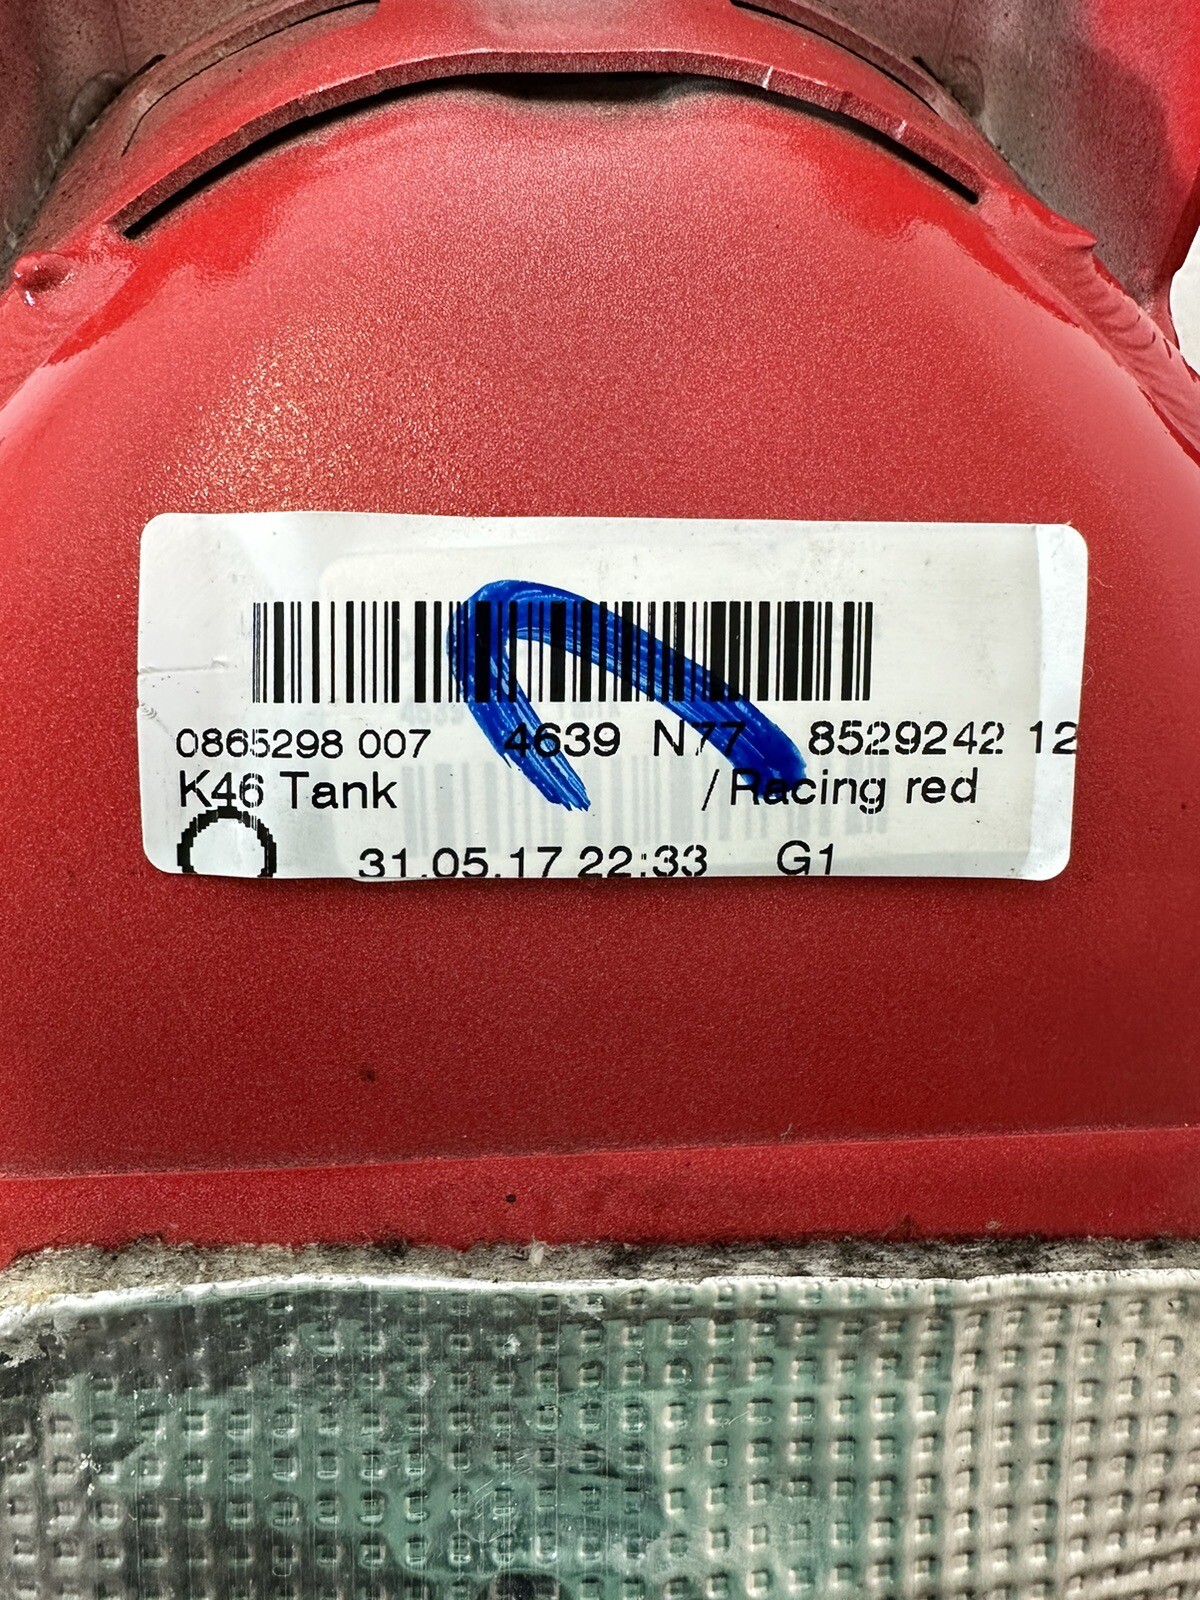 0865298 007 4639 N77 8529242 12
K46 Tank /Racing red
31.05.17 22:33 G1